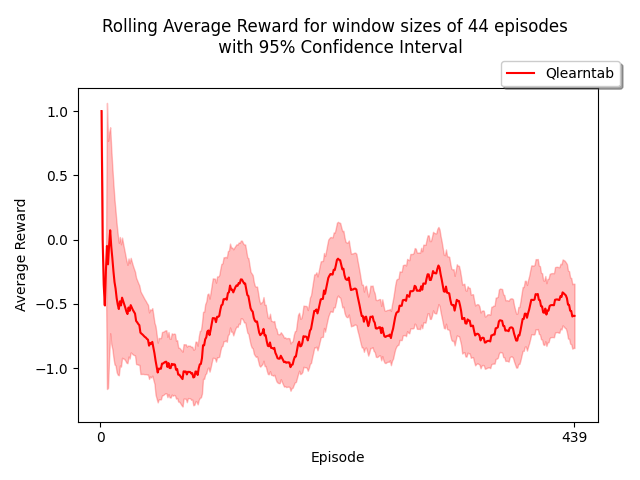 Rolling Average Reward for window sizes of 44 episodes
with 95% Confidence Interval
Qlearntab
1.0
0.5
0.0
−0.5
−1.0
Average Reward
0
439
Episode